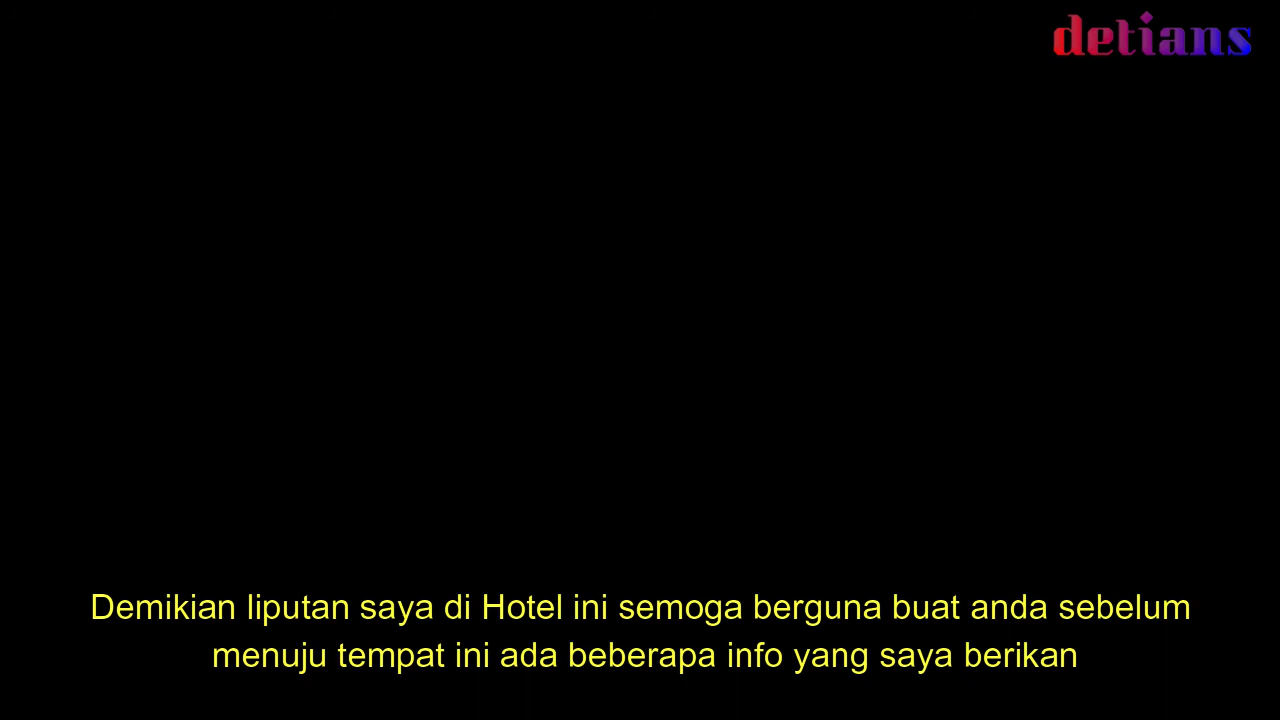 detians
Demikian liputan saya di Hotel ini semoga berguna buat anda sebelum
menuju tempat ini ada beberapa info yang saya berikan